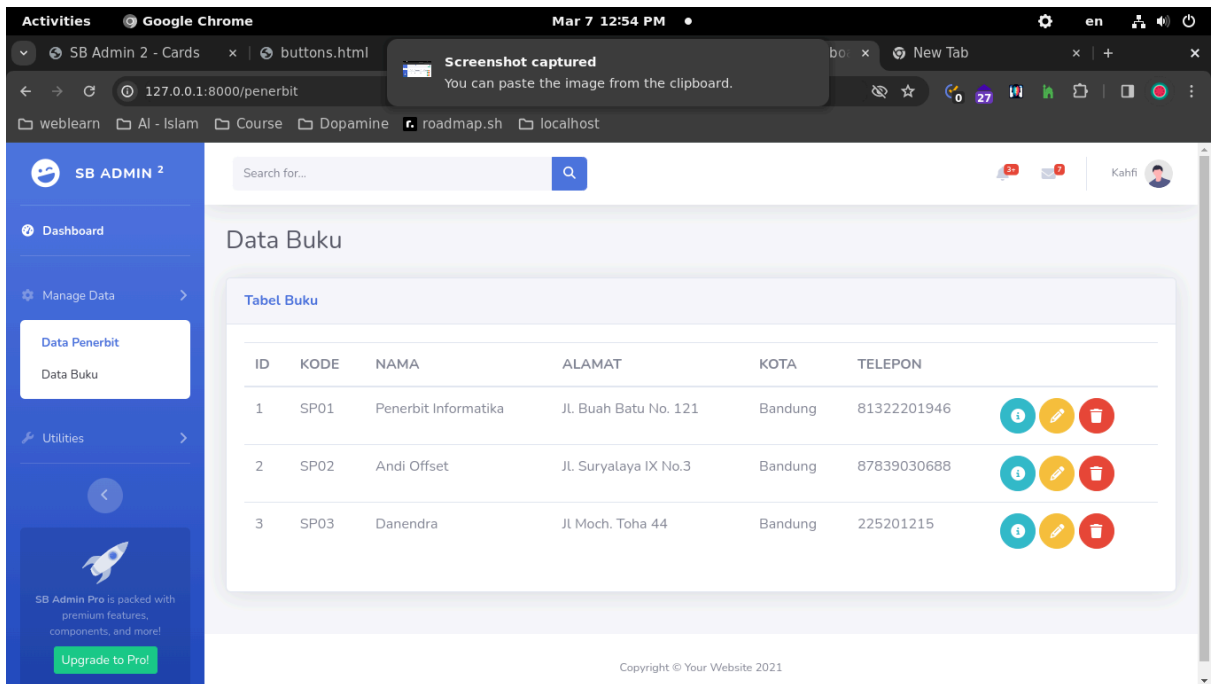 Activities Google Chrome Mar 7 12:54 PM en
SB Admin 2 - Cards buttons.html New Tab
Screenshot captured
You can paste the image from the clipboard.
127.0.0.1:8000/penerbit 0 27
weblearn Al - Islam Course Dopamine roadmap.sh localhost
SB ADMIN 2 Search for... 3+ 7 Kahfi
Dashboard
Data Buku
Manage Data
Tabel Buku
Data Penerbit
Data Buku
ID KODE NAMA ALAMAT KOTA TELEPON
1 SP01 Penerbit Informatika Jl. Buah Batu No. 121 Bandung 81322201946
2 SP02 Andi Offset Jl. Suryalaya IX No.3 Bandung 87839030688
3 SP03 Danendra Jl Moch. Toha 44 Bandung 225201215
Utilities
SB Admin Pro is packed with
premium features,
components, and more!
Upgrade to Pro!
Copyright © Your Website 2021